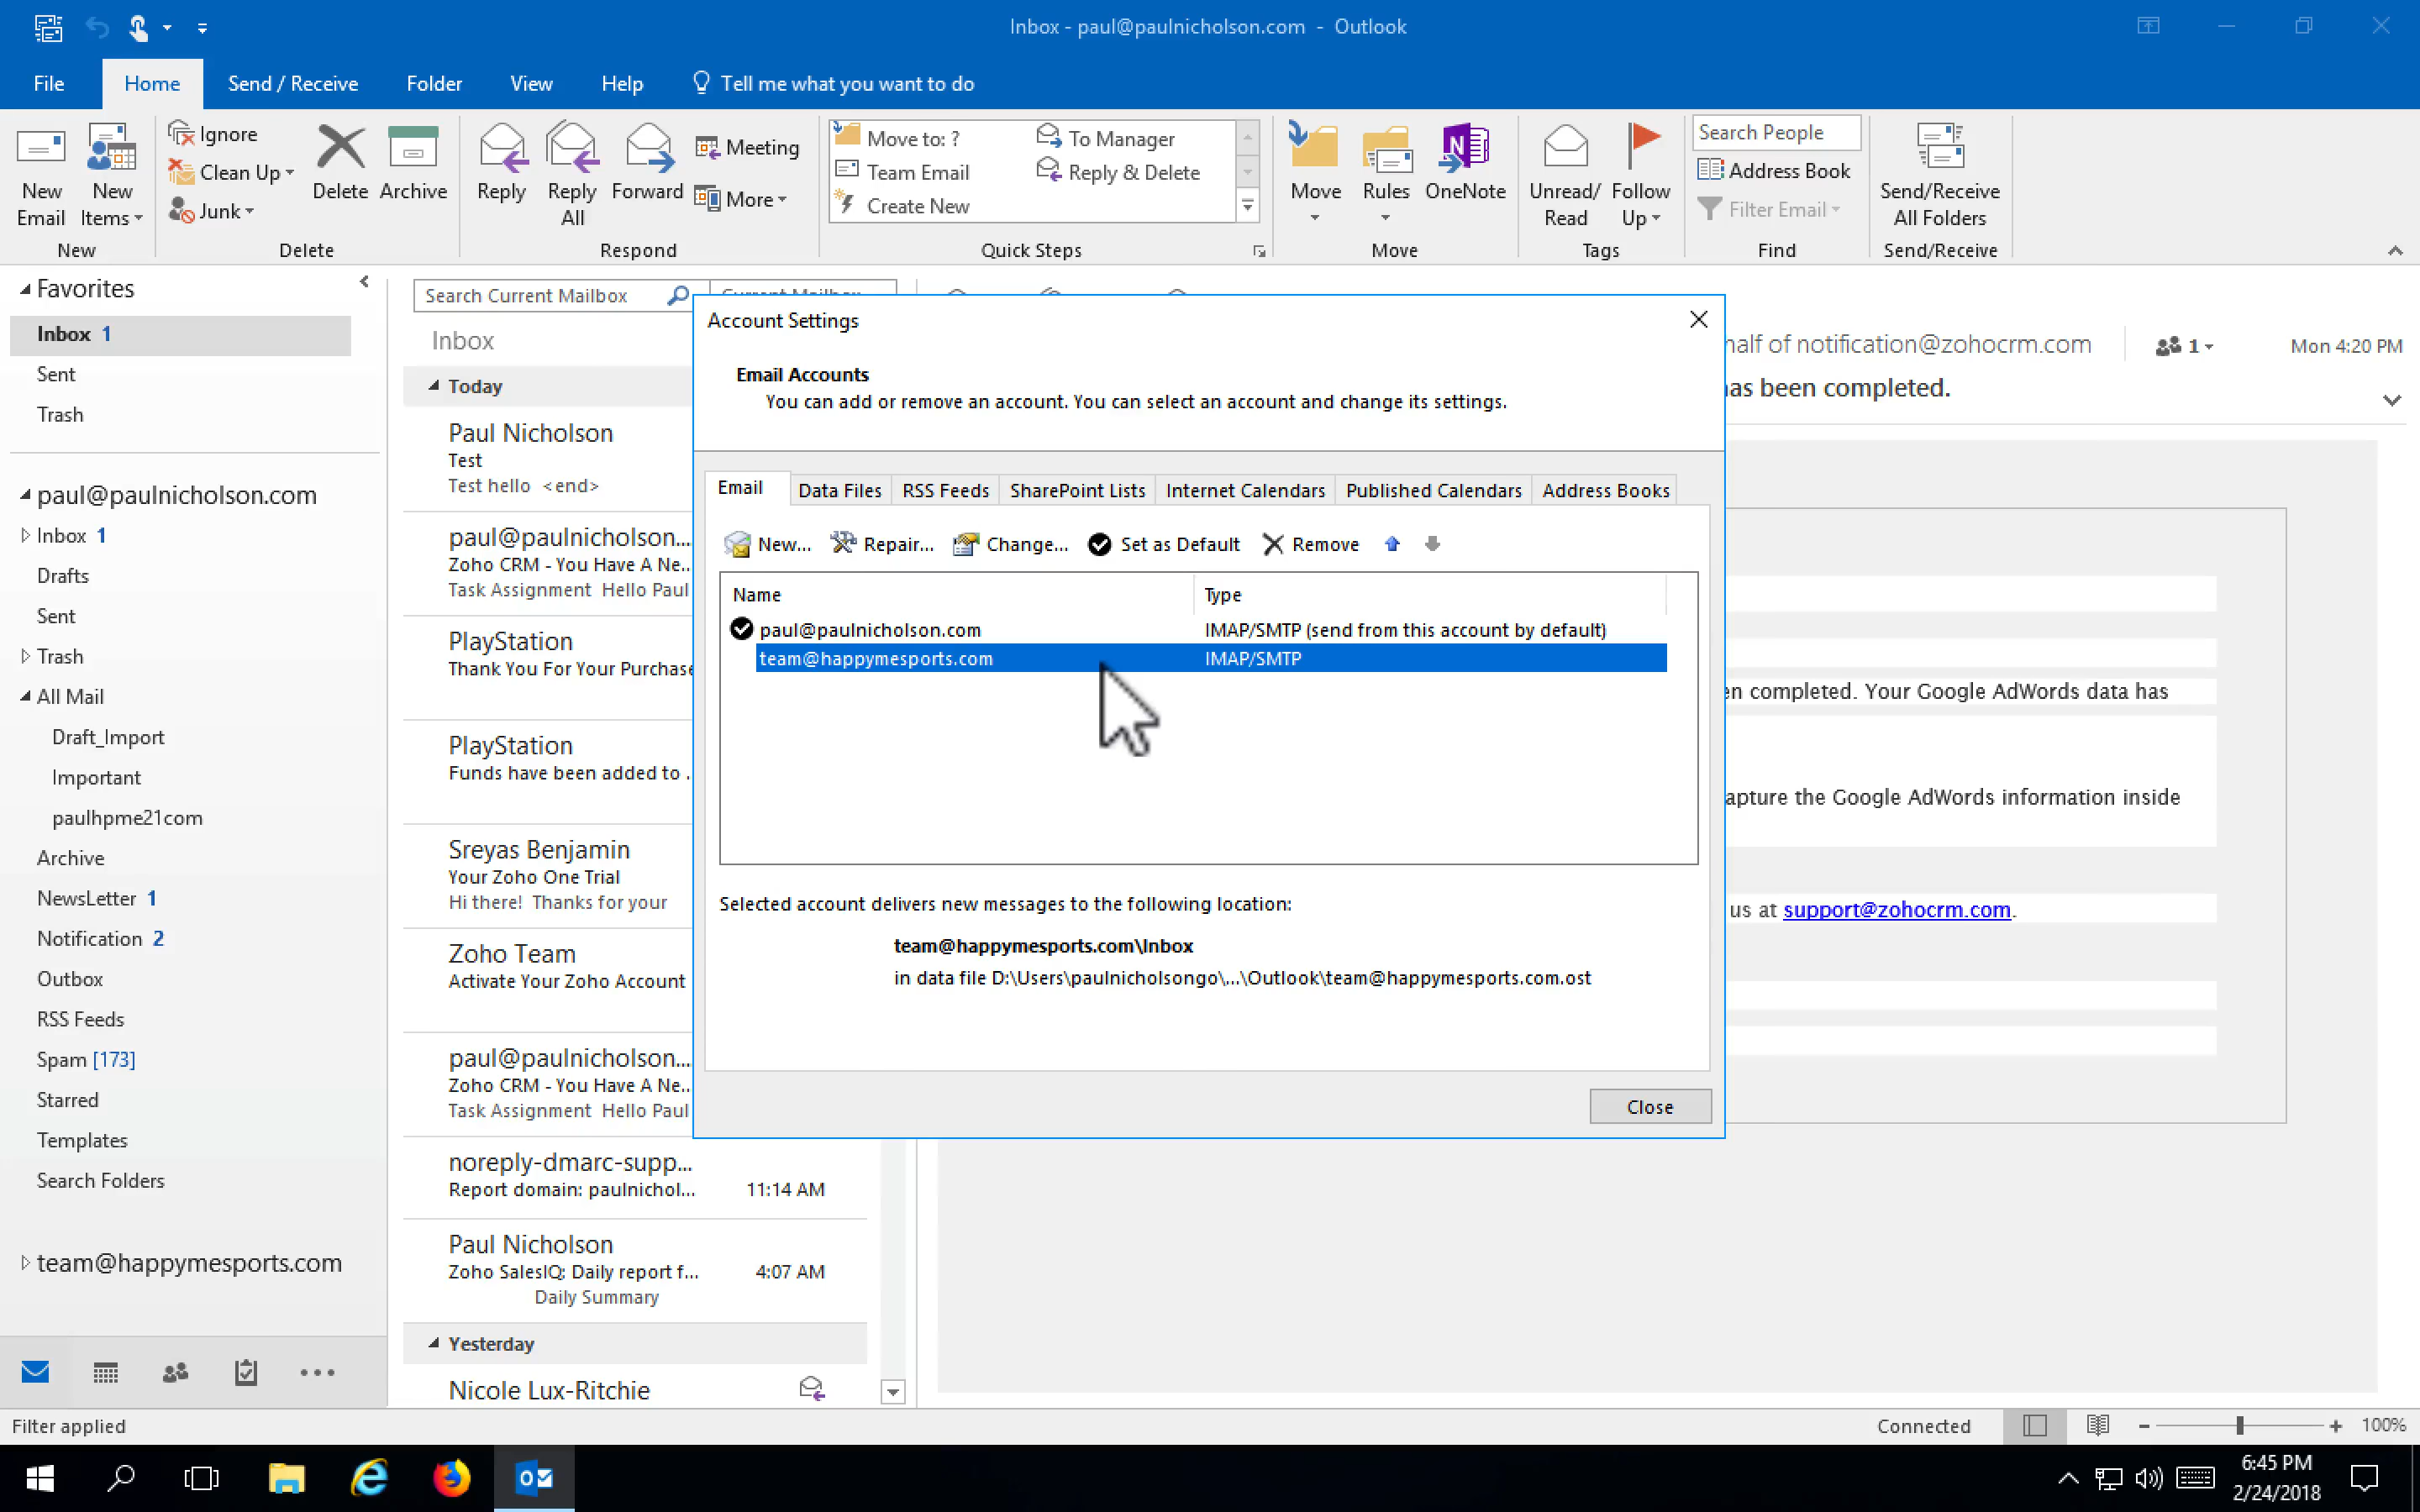 Inbox - paul@paulnicholson.com - Outlook
File Home Send / Receive Folder View Help Tell me what you want to do
New Email
New Items
New
Ignore
Clean Up
Junk
Delete
Archive
Delete
Reply
Reply All
Forward
Meeting
More
Respond
Move to: ?
Team Email
Create New
To Manager
Reply & Delete
Quick Steps
Move
Rules
OneNote
Move
Unread/ Read
Follow Up
Tags
Search People
Address Book
Filter Email
Find
Send/Receive All Folders
Send/Receive
Favorites
Inbox 1
Sent
Trash
paul@paulnicholson.com
Inbox 1
Drafts
Sent
Trash
All Mail
Draft_Import
Important
paulhpme21com
Archive
NewsLetter 1
Notification 2
Outbox
RSS Feeds
Spam [173]
Starred
Templates
Search Folders
team@happymesports.com
Search Current Mailbox
Inbox
Today
Paul Nicholson
Test
Test hello <end>
paul@paulnicholson...
Zoho CRM - You Have A Ne...
Task Assignment Hello Paul
PlayStation
Thank You For Your Purchase
PlayStation
Funds have been added to .
Sreyas Benjamin
Your Zoho One Trial
Hi there! Thanks for your
Zoho Team
Activate Your Zoho Account
paul@paulnicholson...
Zoho CRM - You Have A Ne..
Task Assignment Hello Paul
noreply-dmarc-supp...
Report domain: paulnichol... 11:14 AM
Paul Nicholson
Zoho SalesIQ; Daily report f... 4:07 AM
Daily Summary
Yesterday
Nicole Lux-Ritchie
Account Settings
Email Accounts
You can add or remove an account. You can select an account and change its settings.
Email Data Files RSS Feeds SharePoint Lists Internet Calendars Published Calendars Address Books
New... Repair... Change... Set as Default Remove
Name Type
paul@paulnicholson.com IMAP/SMTP (send from this account by default)
team@happymesports.com IMAP/SMTP
Selected account delivers new messages to the following location:
team@happymesports.com\Inbox
in data file D:\Users\paulnicholsongo\...\Outlook\team@happymesports.com.ost
Close
half of notification@zohocrm.com 1 Mon 4:20 PM
has been completed.
en completed. Your Google AdWords data has
apture the Google AdWords information inside
us at support@zohocrm.com.
Filter applied Connected 100%
6:45 PM
2/24/2018